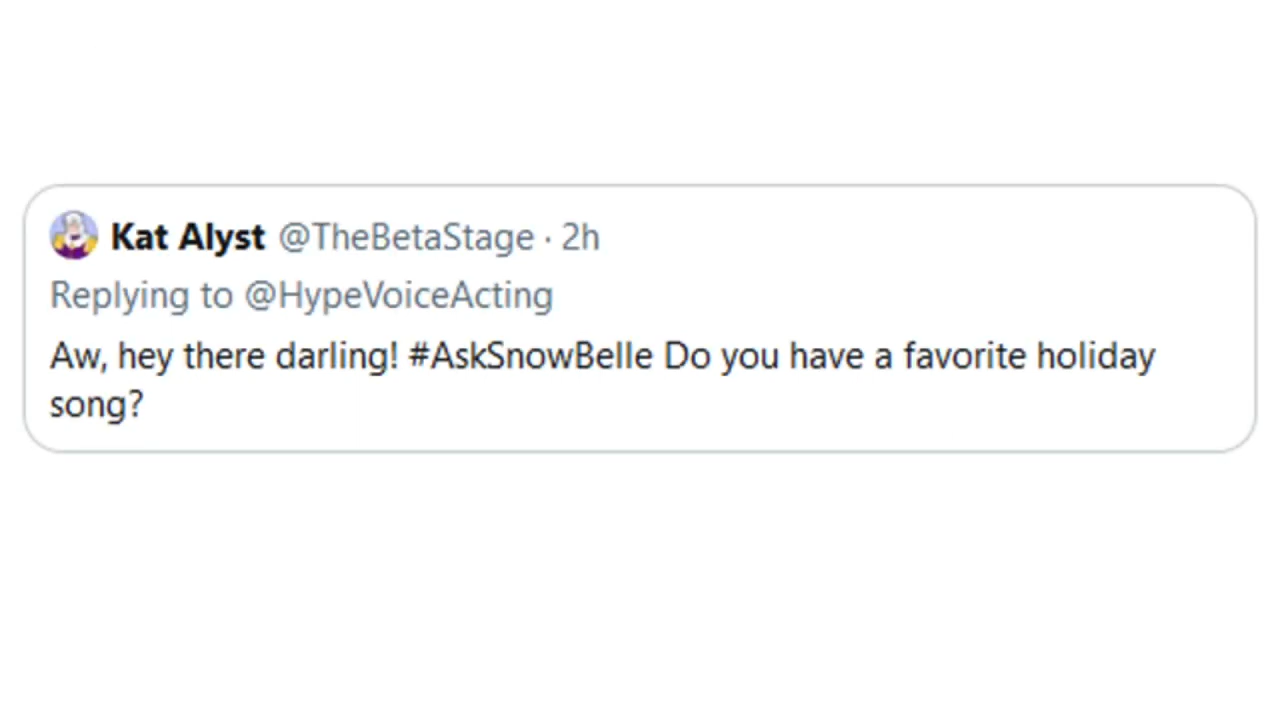 Kat Alyst @TheBetaStage · 2h
Replying to @HypeVoiceActing
Aw, hey there darling! #AskSnowBelle Do you have a favorite holiday
song?